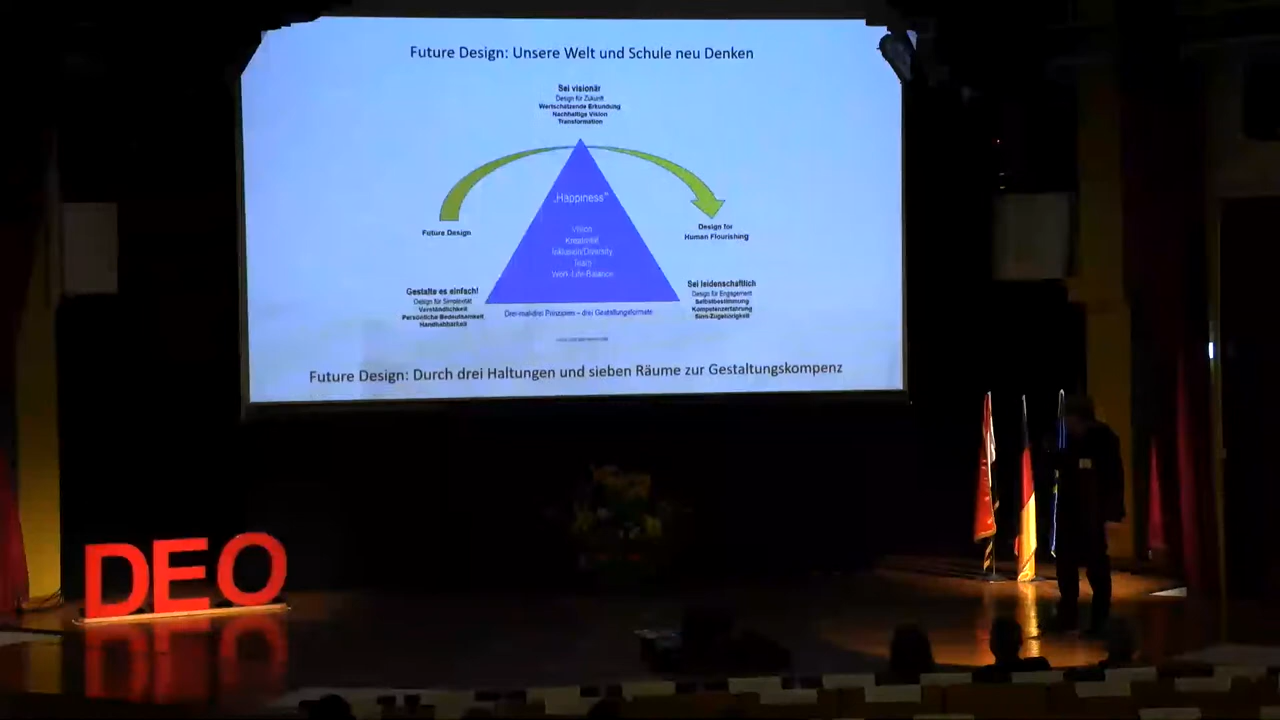 Future Design: Unsere Welt und Schule neu Denken
Sei visionär
Design für Zukunft
Wertschätzende Erkundung
Nachhaltige Vision
Transformation
„Happiness“
Vision
Kreativität
Inklusion/Diversity
Team
Work-Life-Balance
Future Design
Design for
Human Flourishing
Gestalte es einfach!
Design für Simplizität
Verständlichkeit
Persönliche Bedeutsamkeit
Handhabbarkeit
Sei leidenschaftlich
Design für Engagement
Selbstbestimmung
Kompetenzerfahrung
Sinn-Zugehörigkeit
Drei-mal-drei Prinzipien – drei Gestaltungsformate
Future Design: Durch drei Haltungen und sieben Räume zur Gestaltungskompenz
DEO